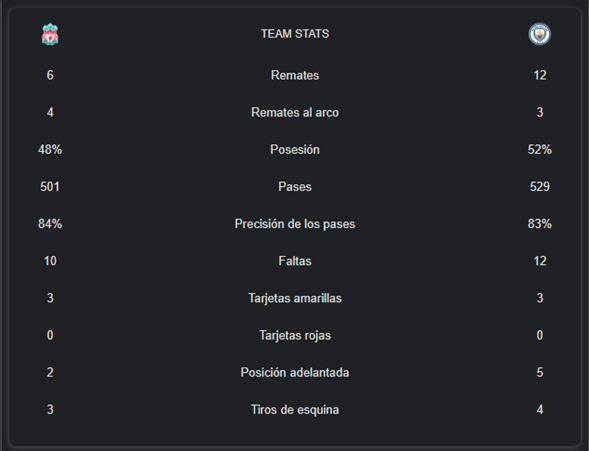 TEAM STATS
6 Remates 12
4 Remates al arco 3
48% Posesión 52%
501 Pases 529
84% Precisión de los pases 83%
10 Faltas 12
3 Tarjetas amarillas 3
0 Tarjetas rojas 0
2 Posición adelantada 5
3 Tiros de esquina 4